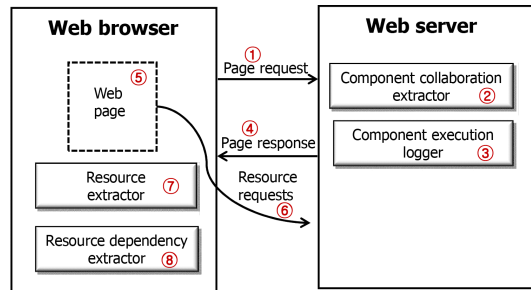 Web browser
Web server
①
Page request
⑤
Web
page
Component collaboration
extractor ②
④
Page response
Component execution
logger ③
Resource
extractor ⑦
Resource
requests
⑥
Resource dependency
extractor ⑧